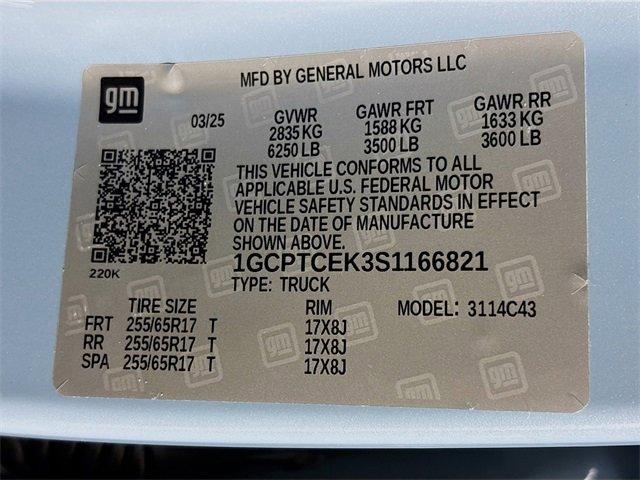 gm
MFD BY GENERAL MOTORS LLC
03/25 GVWR GAWR FRT GAWR RR
2835 KG 1588 KG 1633 KG
6250 LB 3500 LB 3600 LB
THIS VEHICLE CONFORMS TO ALL
APPLICABLE U.S. FEDERAL MOTOR
VEHICLE SAFETY STANDARDS IN EFFECT
ON THE DATE OF MANUFACTURE
SHOWN ABOVE.
220K
1GCPTCEK3S1166821
TYPE: TRUCK
TIRE SIZE RIM MODEL: 3114C43
FRT 255/65R17 T 17X8J
RR 255/65R17 T 17X8J
SPA 255/65R17 T 17X8J